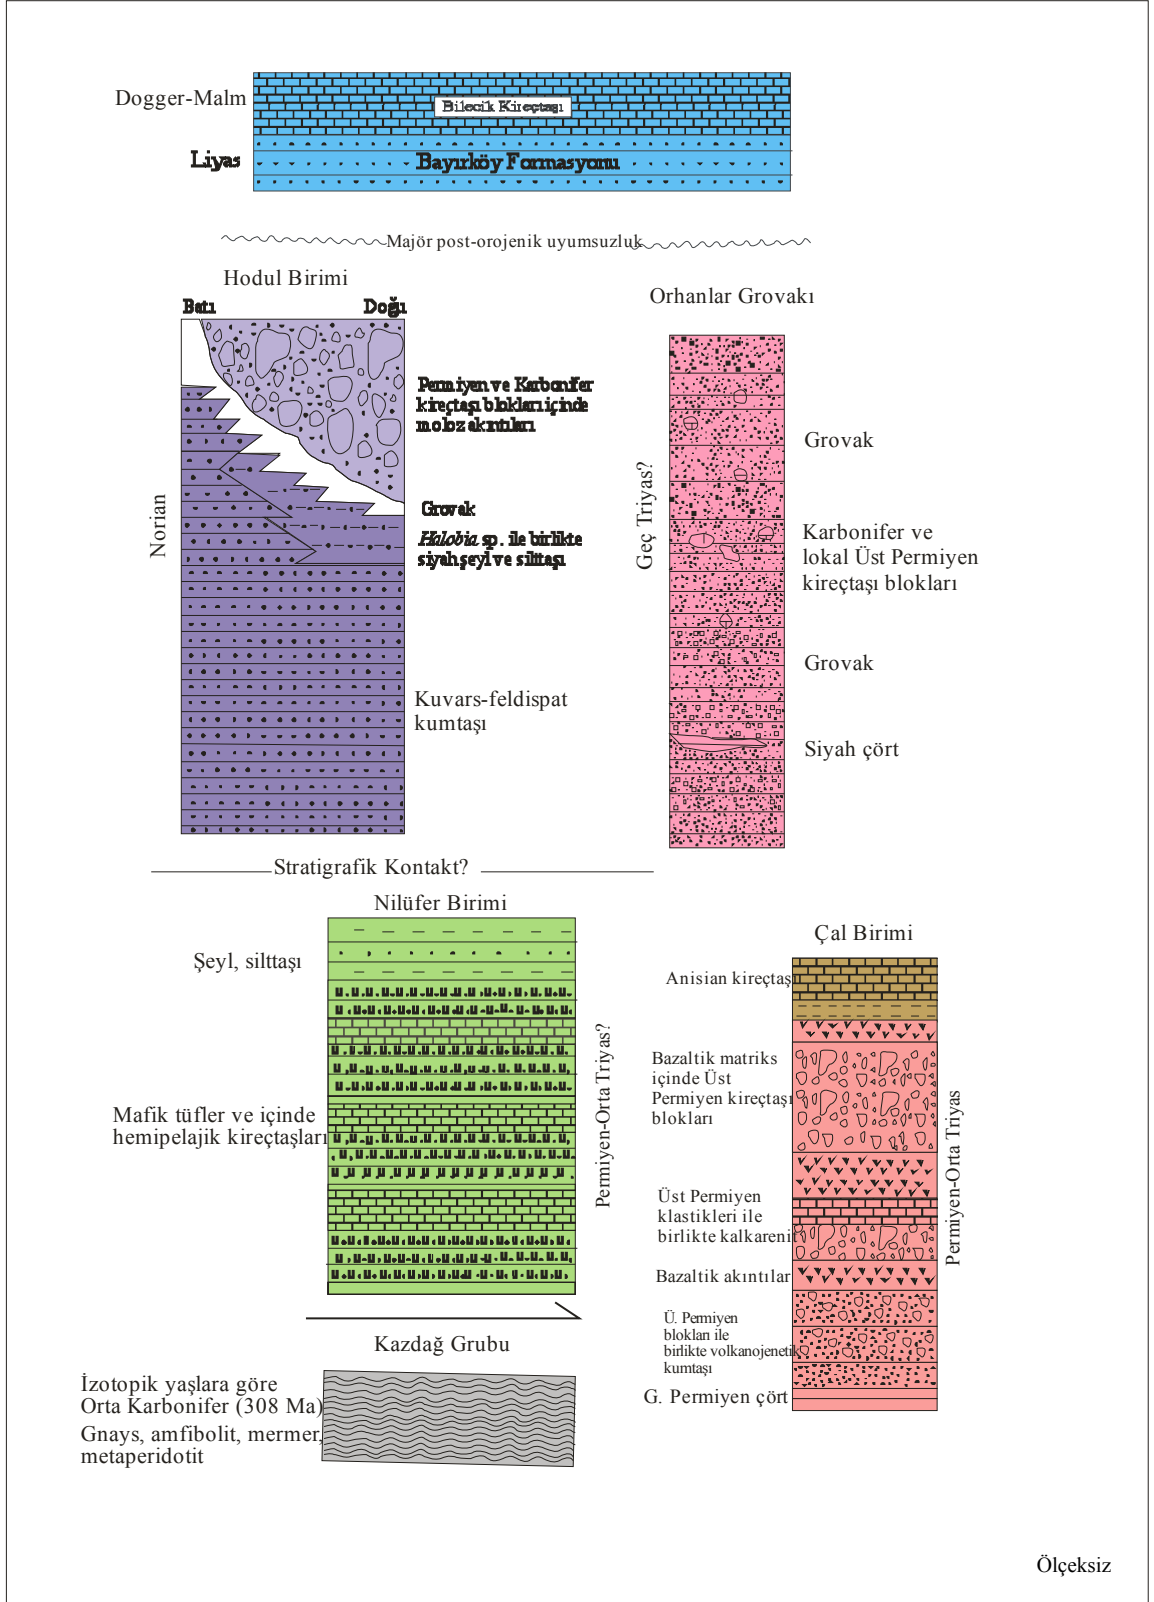 Dogger-Malm
Bilecik Kireçtaşı
Liyas
Bayırköy Formasyonu
Majör post-orojenik uyumsuzluk
Hodul Birimi
Batı
Doğu
Permiyen ve Karbonifer
kireçtaşı blokları içinde
moloz akıntıları
Grovak
Halobia sp. ile birlikte
siyah şeyl ve silttaşı
Norian
Kuvars-feldispat
kumtaşı
Orhanlar Grovakı
Geç Triyas?
Grovak
Karbonifer ve
lokal Üst Permiyen
kireçtaşı blokları
Grovak
Siyah çört
Stratigrafik Kontakt?
Nilüfer Birimi
Şeyl, silttaşı
Mafik tüfler ve içinde
hemipelajik kireçtaşları
Permiyen-Orta Triyas?
Çal Birimi
Anisian kireçtaşı
Bazaltik matriks
içinde Üst
Permiyen kireçtaşı
blokları
Üst Permiyen
klastikleri ile
birlikte kalkarenit
Bazaltik akıntılar
Ü. Permiyen
blokları ile
birlikte volkanojenetik
kumtaşı
G. Permiyen çört
Permiyen-Orta Triyas
Kazdağ Grubu
İzotopik yaşlara göre
Orta Karbonifer (308 Ma)
Gnays, amfibolit, mermer,
metaperidotit
Ölçeksiz